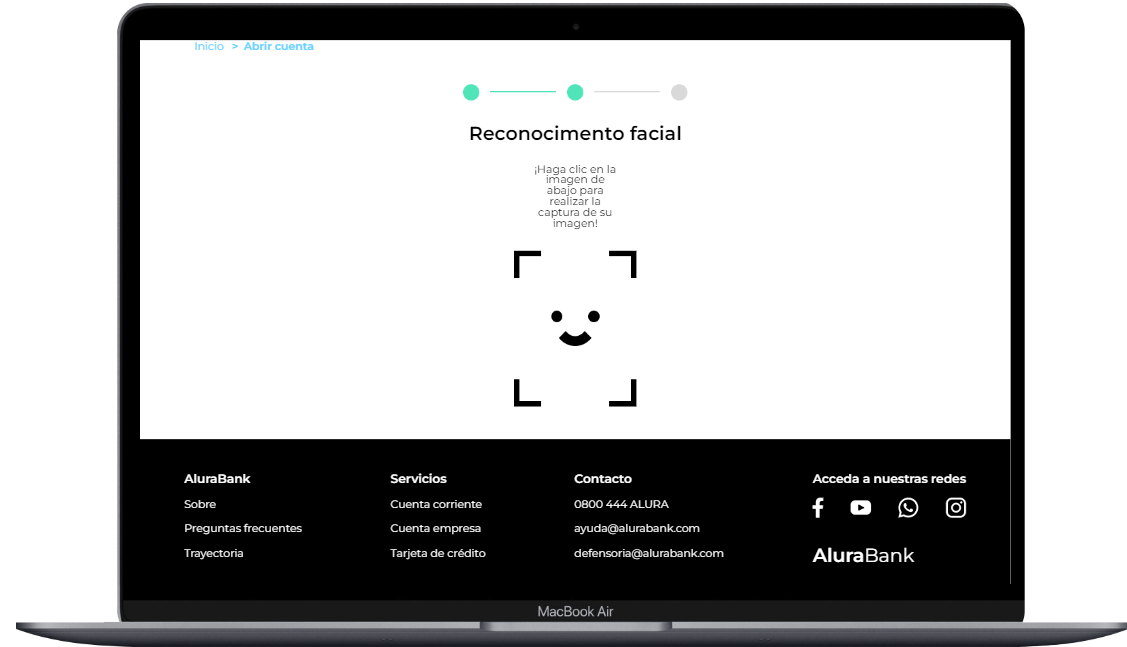 Inicio > Abrir cuenta
Reconocimento facial
¡Haga clic en la
imagen de
abajo para
realizar la
captura de su
imagen!
AluraBank
Sobre
Preguntas frecuentes
Trayectoria
Servicios
Cuenta corriente
Cuenta empresa
Tarjeta de crédito
Contacto
0800 444 ALURA
ayuda@alurabank.com
defensoria@alurabank.com
Acceda a nuestras redes
AluraBank
MacBook Air